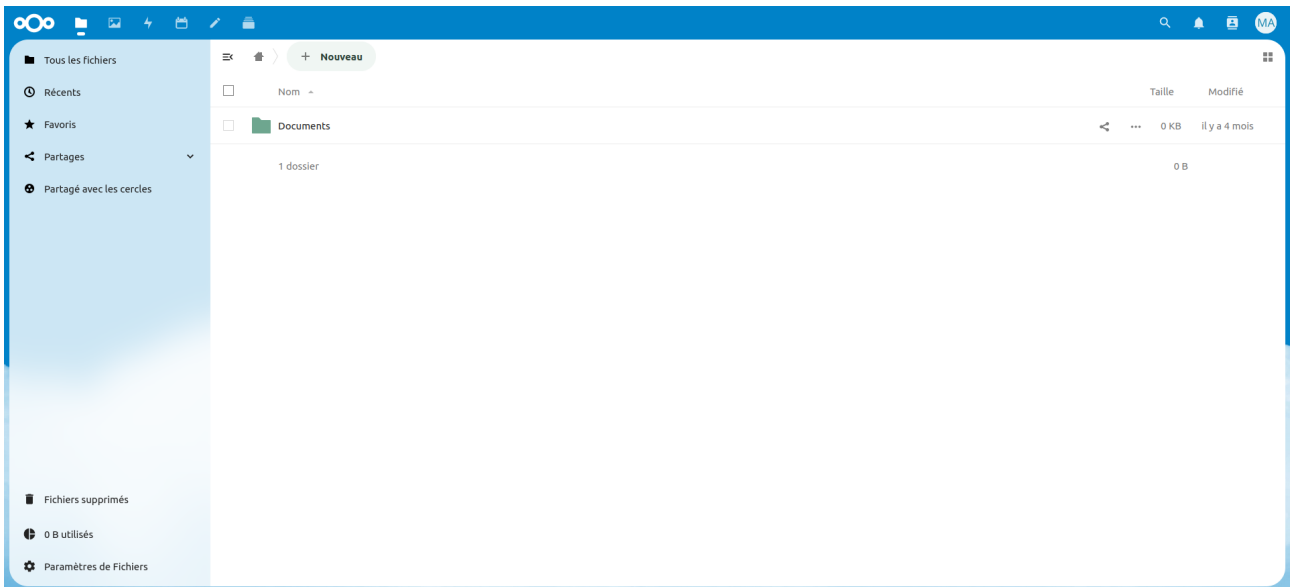 MA
Tous les fichiers
Récents
Favoris
Partages
Partagé avec les cercles
Fichiers supprimés
0 B utilisés
Paramètres de Fichiers
+ Nouveau
Nom Taille Modifié
Documents 0 KB il y a 4 mois
1 dossier 0 B